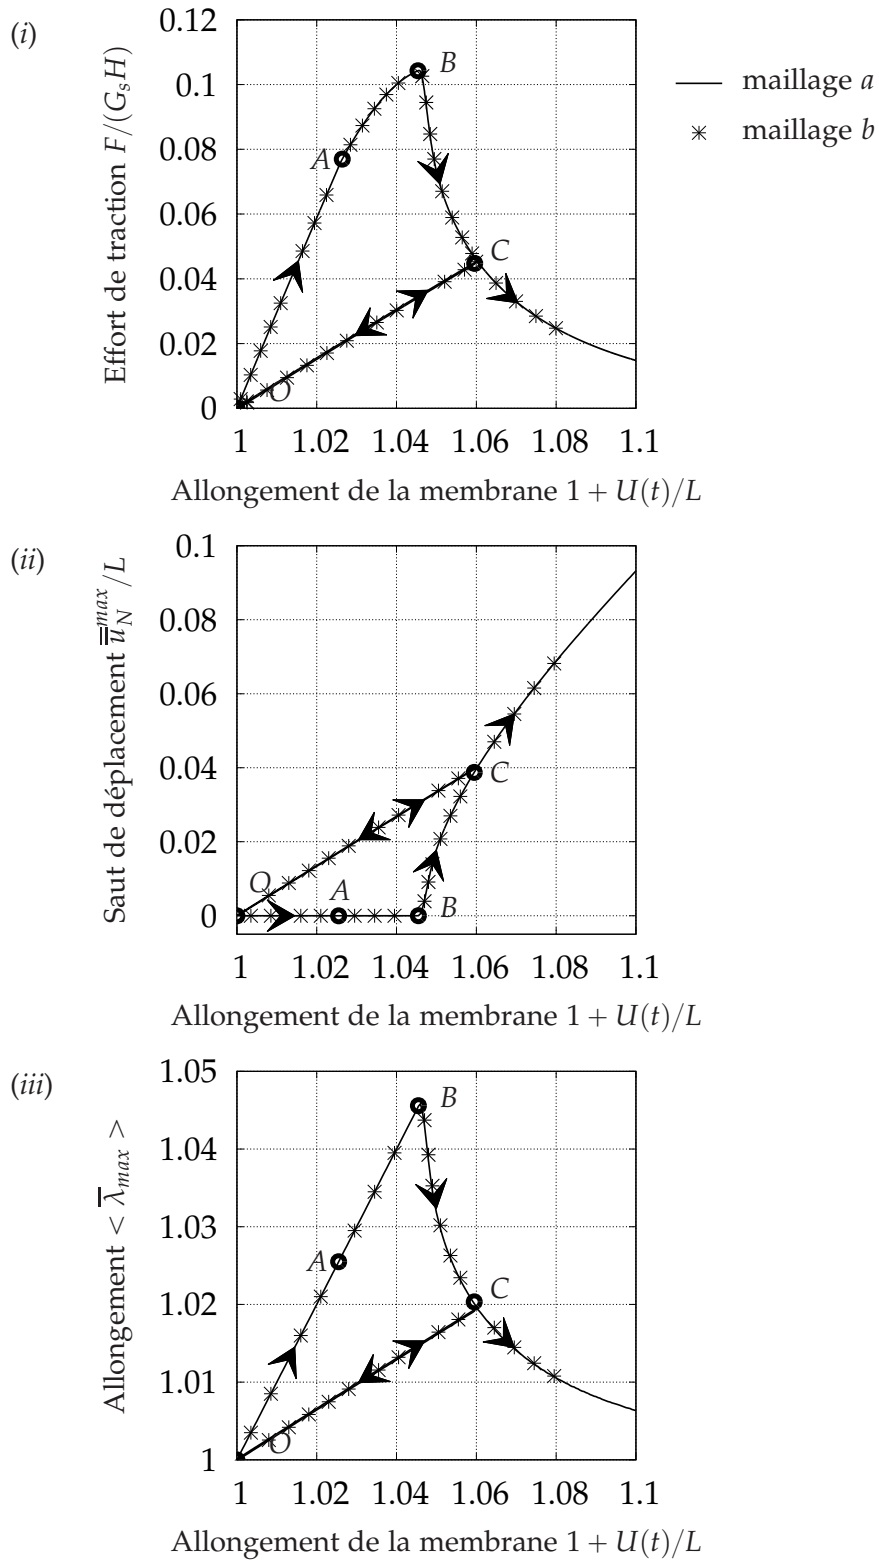 (i)
Effort de traction F/(G_sH)
0.12
0.1
0.08
0.06
0.04
0.02
0
A
B
C
O
1 1.02 1.04 1.06 1.08 1.1
Allongement de la membrane 1 + U(t)/L
maillage a
maillage b
(ii)
Saut de déplacement u_N^max/L
0.1
0.08
0.06
0.04
0.02
0
O
A
B
C
1 1.02 1.04 1.06 1.08 1.1
Allongement de la membrane 1 + U(t)/L
(iii)
Allongement < λ̄_max >
1.05
1.04
1.03
1.02
1.01
1
A
B
C
O
1 1.02 1.04 1.06 1.08 1.1
Allongement de la membrane 1 + U(t)/L